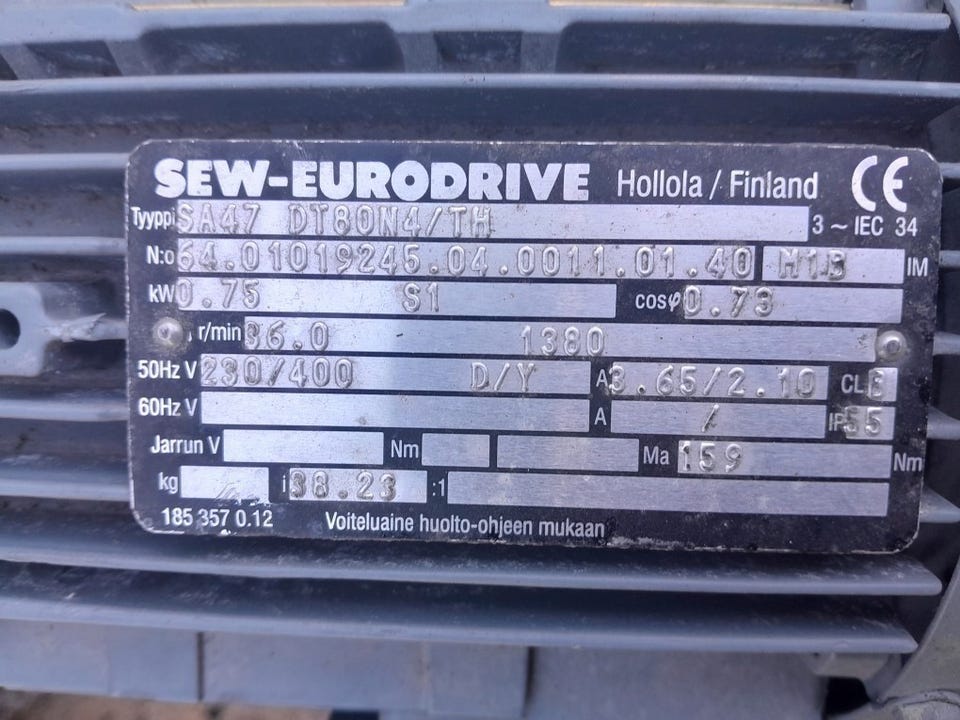 SEW-EURODRIVE Hollola / Finland CE
Tyyppi SA47 DT80N4/TH 3 ~ IEC 34
N:o 64.01019245.04.0011.01.40 M1B IM
kW 0.75 S1 cosφ 0.73
r/min 36.0 1380
50Hz V 230/400 D/Y A 3.65/2.10 CL B
60Hz V A / IP 55
Jarrun V Nm Ma 159 Nm
kg i 38.23 :1
185 357 0.12 Voiteluaine huolto-ohjeen mukaan